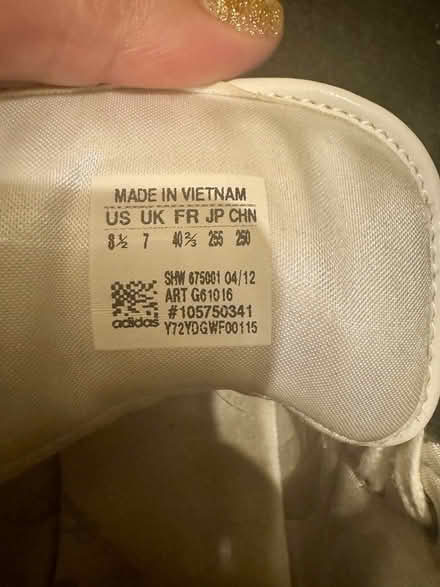 MADE IN VIETNAM
US UK FR JP CHN
8½ 7 40⅔ 255 250
SHW 675001 04/12
ART G61016
#105750341
adidas Y72YDGWF00115